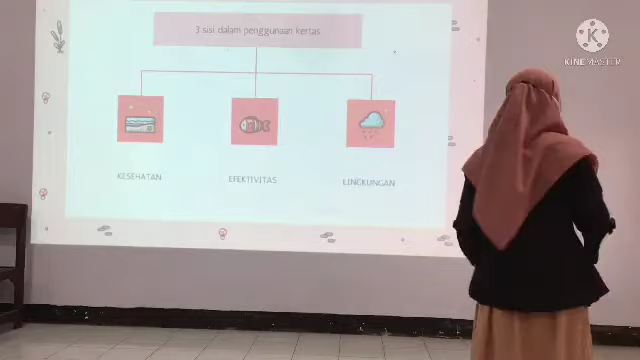 3 sisi dalam penggunaan kertas
KESEHATAN
EFEKTIVITAS
LINGKUNGAN
K
KINEMASTER